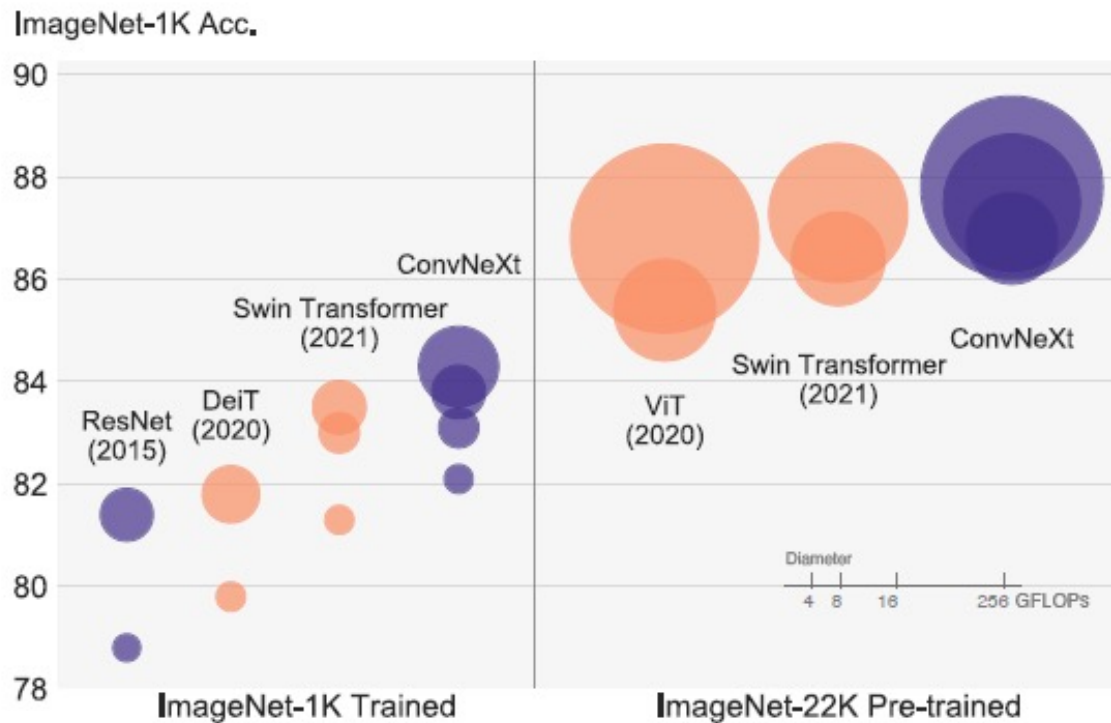 ImageNet-1K Acc.
90
88
86
84
82
80
78
ConvNeXt
Swin Transformer
(2021)
DeiT
(2020)
ResNet
(2015)
ViT
(2020)
Swin Transformer
(2021)
ConvNeXt
Diameter
4 8 16 256 GFLOPs
ImageNet-1K Trained
ImageNet-22K Pre-trained